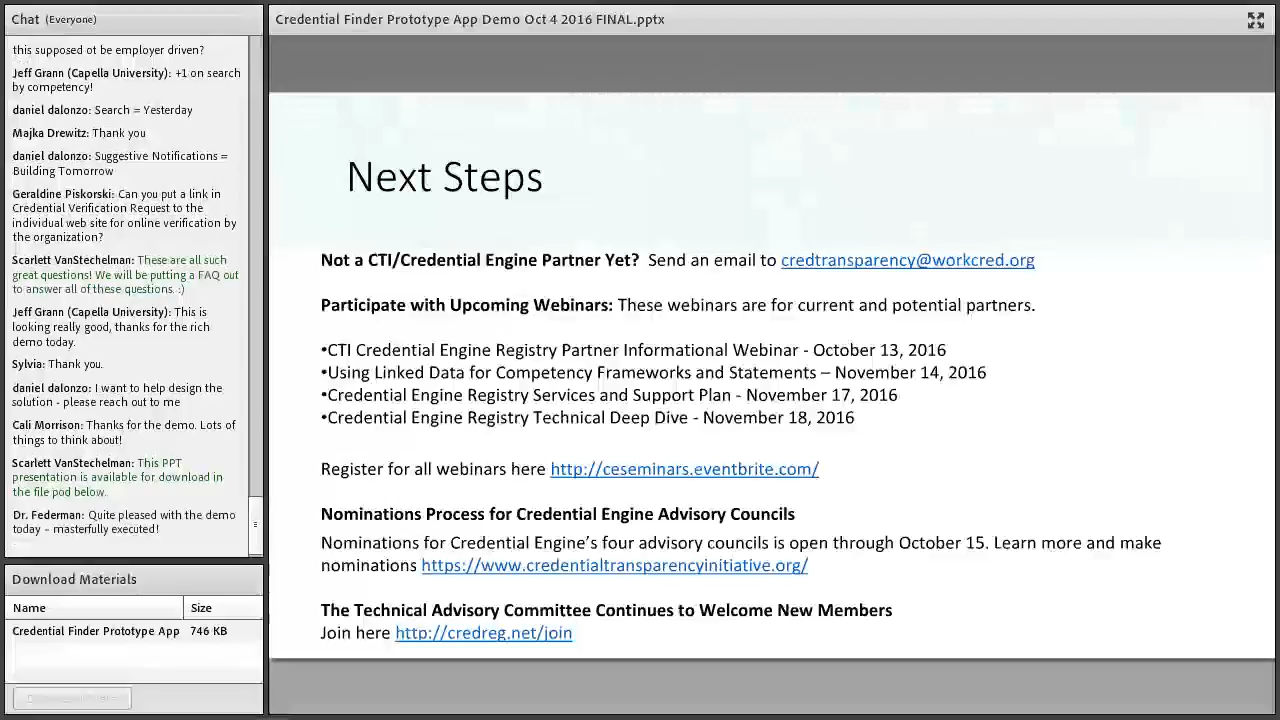 Chat (Everyone)
this supposed ot be employer driven?
Jeff Grann (Capella University): +1 on search
by competency!
daniel dalonzo: Search = Yesterday
Majka Drewitz: Thank you
daniel dalonzo: Suggestive Notifications =
Building Tomorrow
Geraldine Piskorski: Can you put a link in
Credential Verification Request to the
individual web site for online verification by
the organization?
Scarlett VanStechelman: These are all such
great questions! We will be putting a FAQ out
to answer all of these questions. :)
Jeff Grann (Capella University): This is
looking really good, thanks for the rich
demo today.
Sylvia: Thank you.
daniel dalonzo: I want to help design the
solution - please reach out to me
Cali Morrison: Thanks for the demo. Lots of
things to think about!
Scarlett VanStechelman: This PPT
presentation is available for download in
the file pod below.
Dr. Federman: Quite pleased with the demo
today – masterfully executed!
Download Materials
Name Size
Credential Finder Prototype App 746 KB
Credential Finder Prototype App Demo Oct 4 2016 FINAL.pptx
Next Steps
Not a CTI/Credential Engine Partner Yet? Send an email to credtransparency@workcred.org
Participate with Upcoming Webinars: These webinars are for current and potential partners.
•CTI Credential Engine Registry Partner Informational Webinar - October 13, 2016
•Using Linked Data for Competency Frameworks and Statements – November 14, 2016
•Credential Engine Registry Services and Support Plan - November 17, 2016
•Credential Engine Registry Technical Deep Dive - November 18, 2016
Register for all webinars here http://ceseminars.eventbrite.com/
Nominations Process for Credential Engine Advisory Councils
Nominations for Credential Engine’s four advisory councils is open through October 15. Learn more and make
nominations https://www.credentialtransparencyinitiative.org/
The Technical Advisory Committee Continues to Welcome New Members
Join here http://credreg.net/join